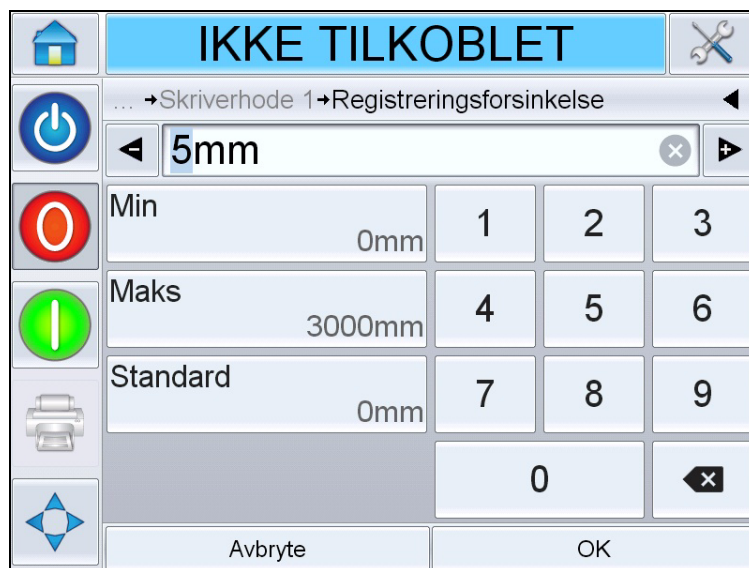 IKKE TILKOBLET
... →Skriverhode 1→Registreringsforsinkelse
5mm
Min
0mm
1 2 3
Maks
3000mm
4 5 6
Standard
0mm
7 8 9
0
Avbryte OK